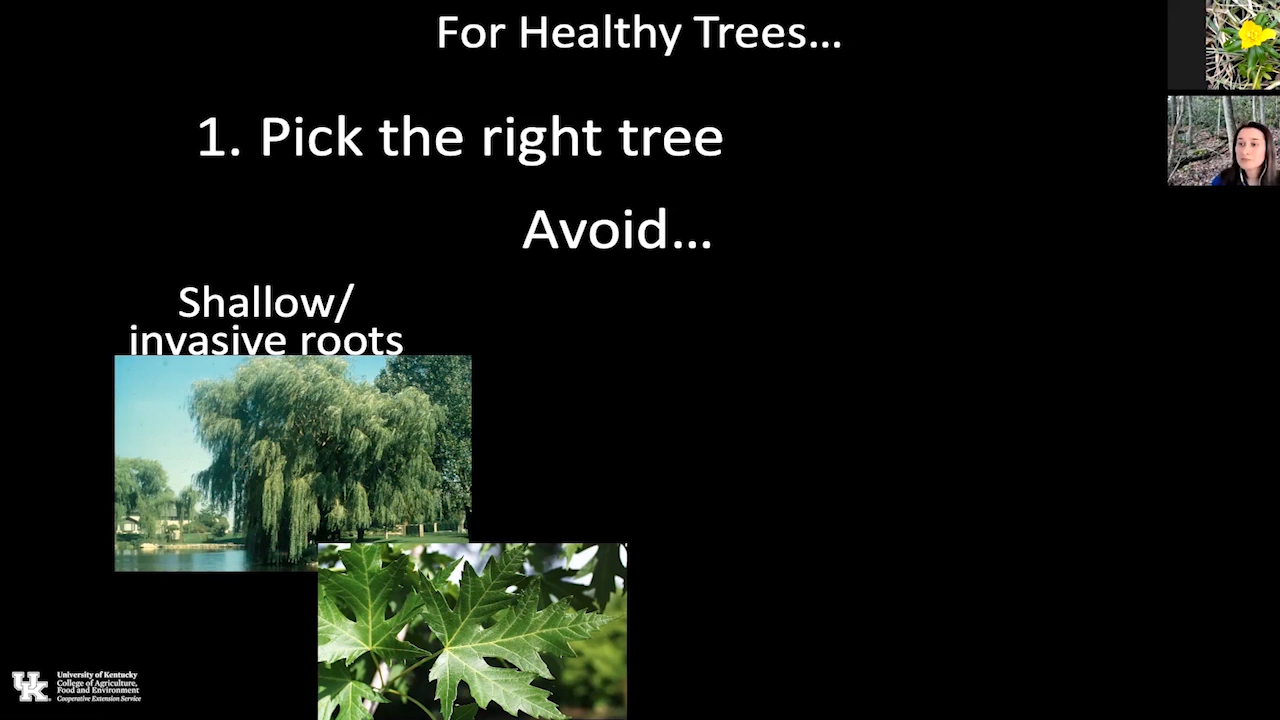 For Healthy Trees…
1. Pick the right tree
Avoid…
Shallow/
invasive roots
University of Kentucky
College of Agriculture,
Food and Environment
Cooperative Extension Service
UK